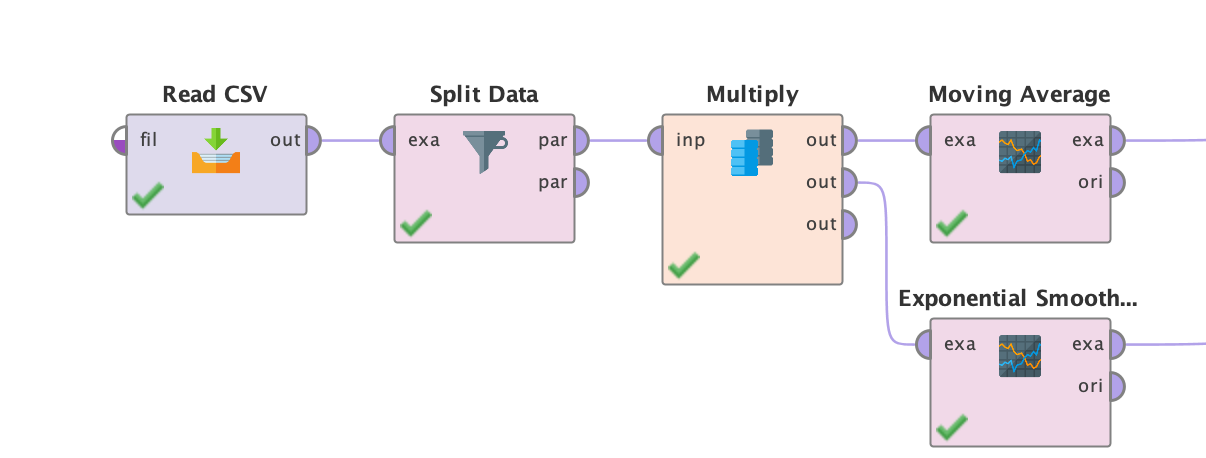 Read CSV
fil
out
Split Data
exa
par
par
Multiply
inp
out
out
out
Moving Average
exa
exa
ori
Exponential Smooth...
exa
exa
ori